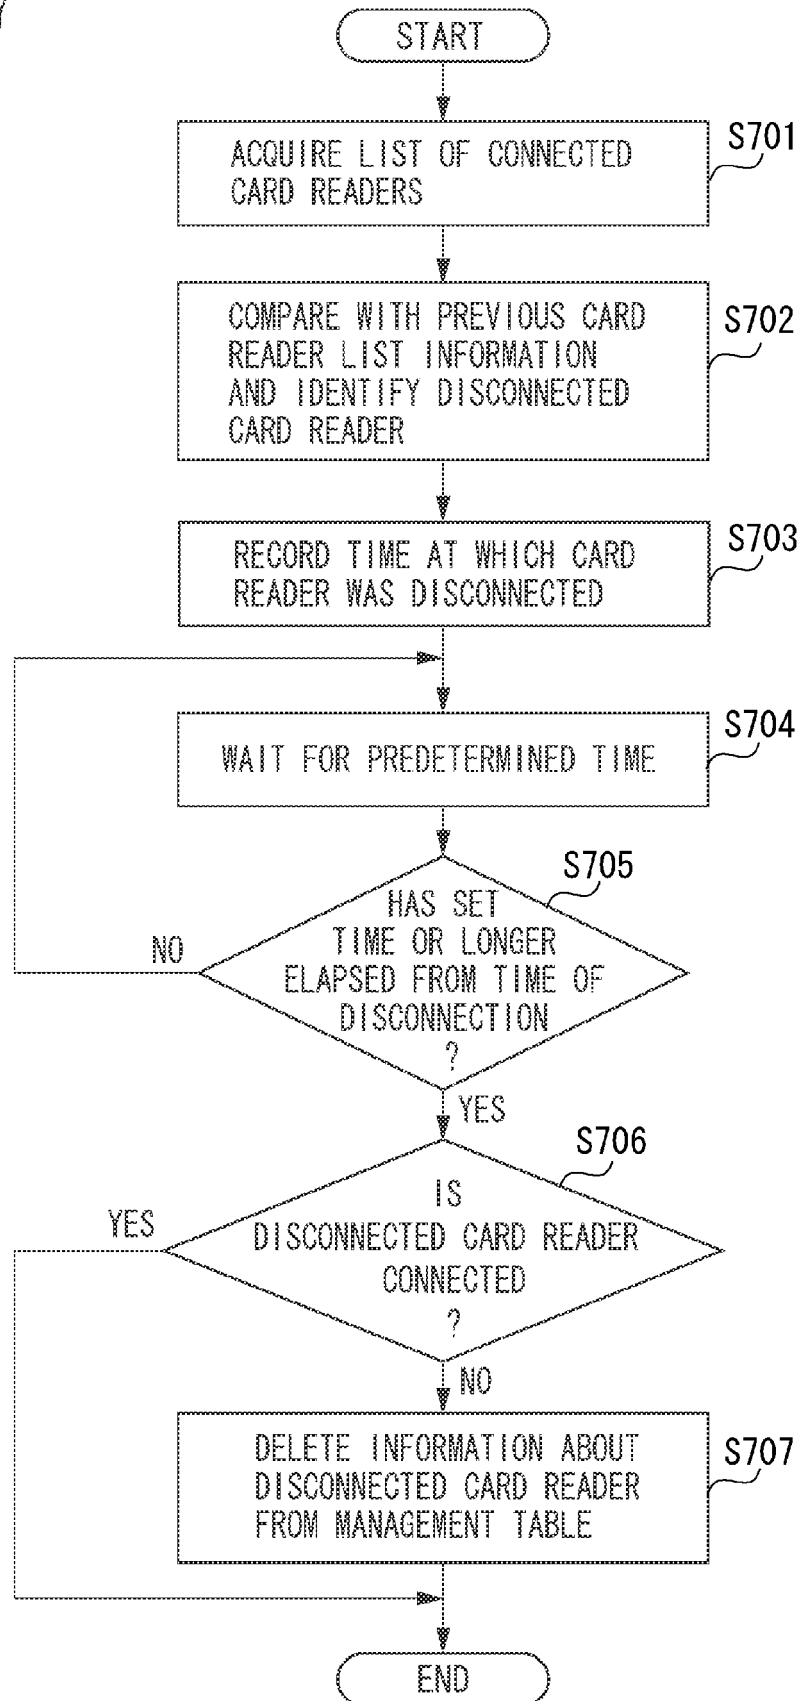 START
S701
ACQUIRE LIST OF CONNECTED
CARD READERS
S702
COMPARE WITH PREVIOUS CARD
READER LIST INFORMATION
AND IDENTIFY DISCONNECTED
CARD READER
S703
RECORD TIME AT WHICH CARD
READER WAS DISCONNECTED
S704
WAIT FOR PREDETERMINED TIME
S705
HAS SET
TIME OR LONGER
ELAPSED FROM TIME OF
DISCONNECTION
?
NO
YES
S706
IS
DISCONNECTED CARD READER
CONNECTED
?
YES
NO
S707
DELETE INFORMATION ABOUT
DISCONNECTED CARD READER
FROM MANAGEMENT TABLE
END